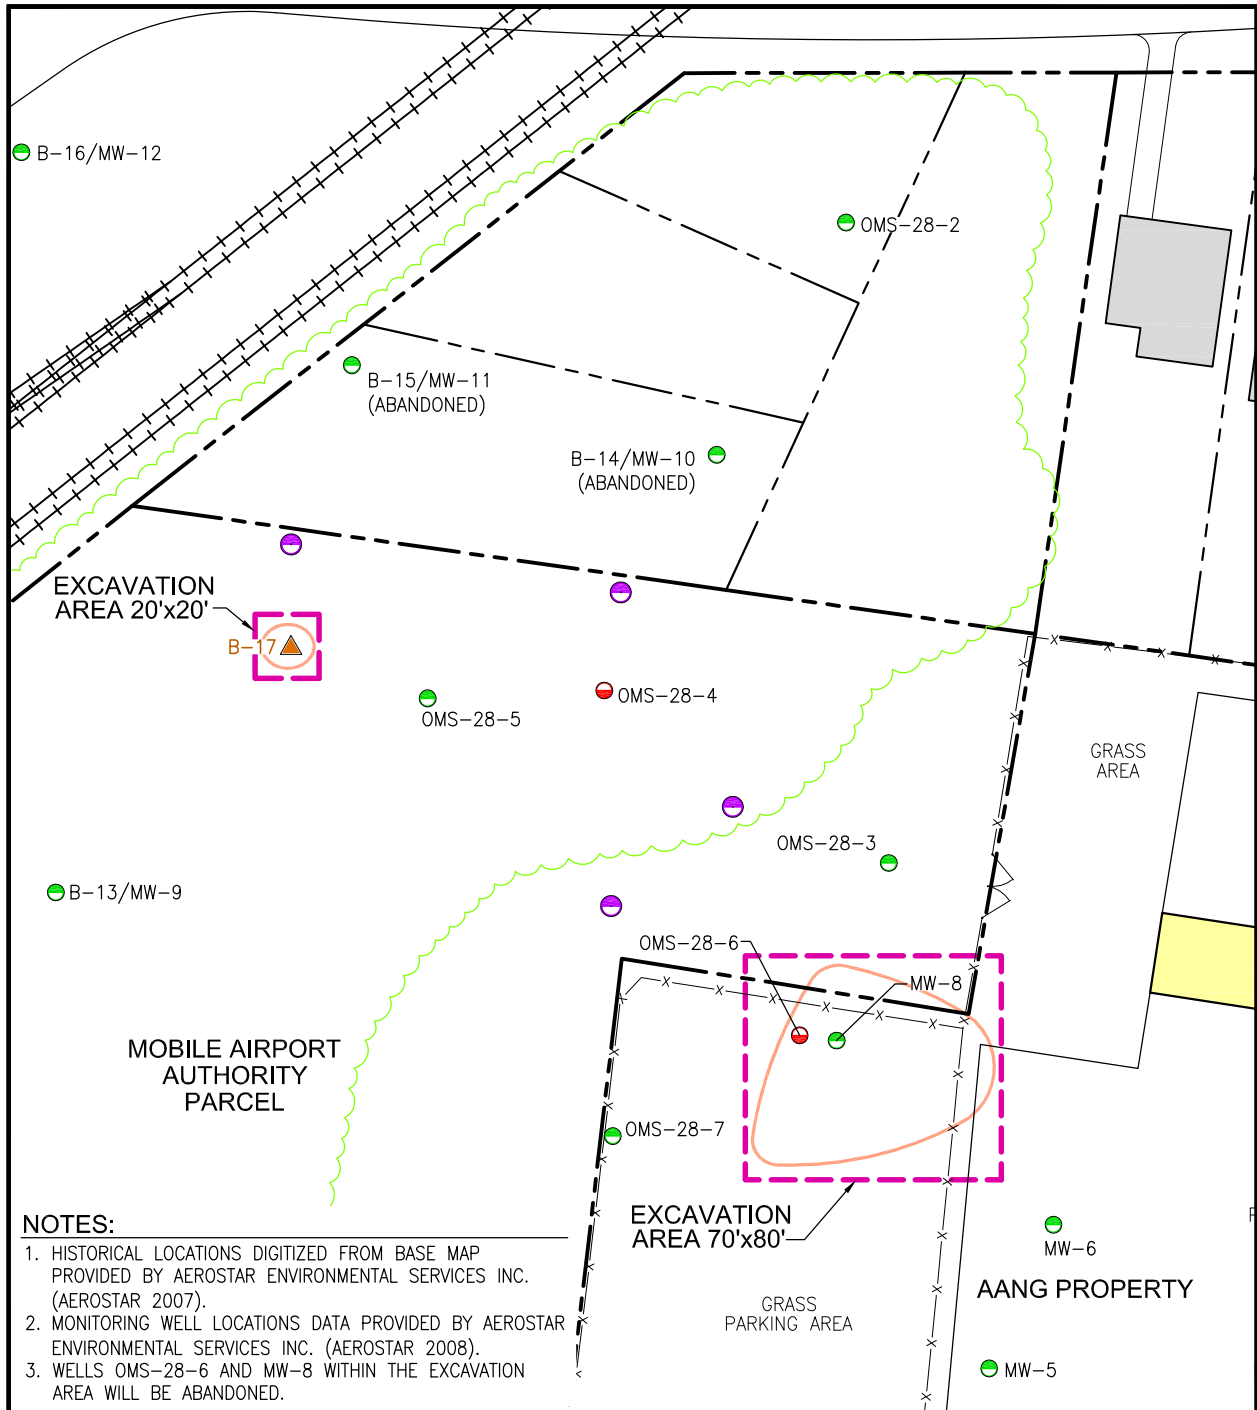 B-16/MW-12
OMS-28-2
B-15/MW-11
(ABANDONED)
B-14/MW-10
(ABANDONED)
EXCAVATION
AREA 20'x20'
B-17
OMS-28-4
OMS-28-5
GRASS
AREA
OMS-28-3
B-13/MW-9
OMS-28-6
MW-8
MOBILE AIRPORT
AUTHORITY
PARCEL
OMS-28-7
EXCAVATION
AREA 70'x80'
MW-6
AANG PROPERTY
GRASS
PARKING AREA
MW-5
NOTES:
1. HISTORICAL LOCATIONS DIGITIZED FROM BASE MAP
PROVIDED BY AEROSTAR ENVIRONMENTAL SERVICES INC.
(AEROSTAR 2007).
2. MONITORING WELL LOCATIONS DATA PROVIDED BY AEROSTAR
ENVIRONMENTAL SERVICES INC. (AEROSTAR 2008).
3. WELLS OMS-28-6 AND MW-8 WITHIN THE EXCAVATION
AREA WILL BE ABANDONED.